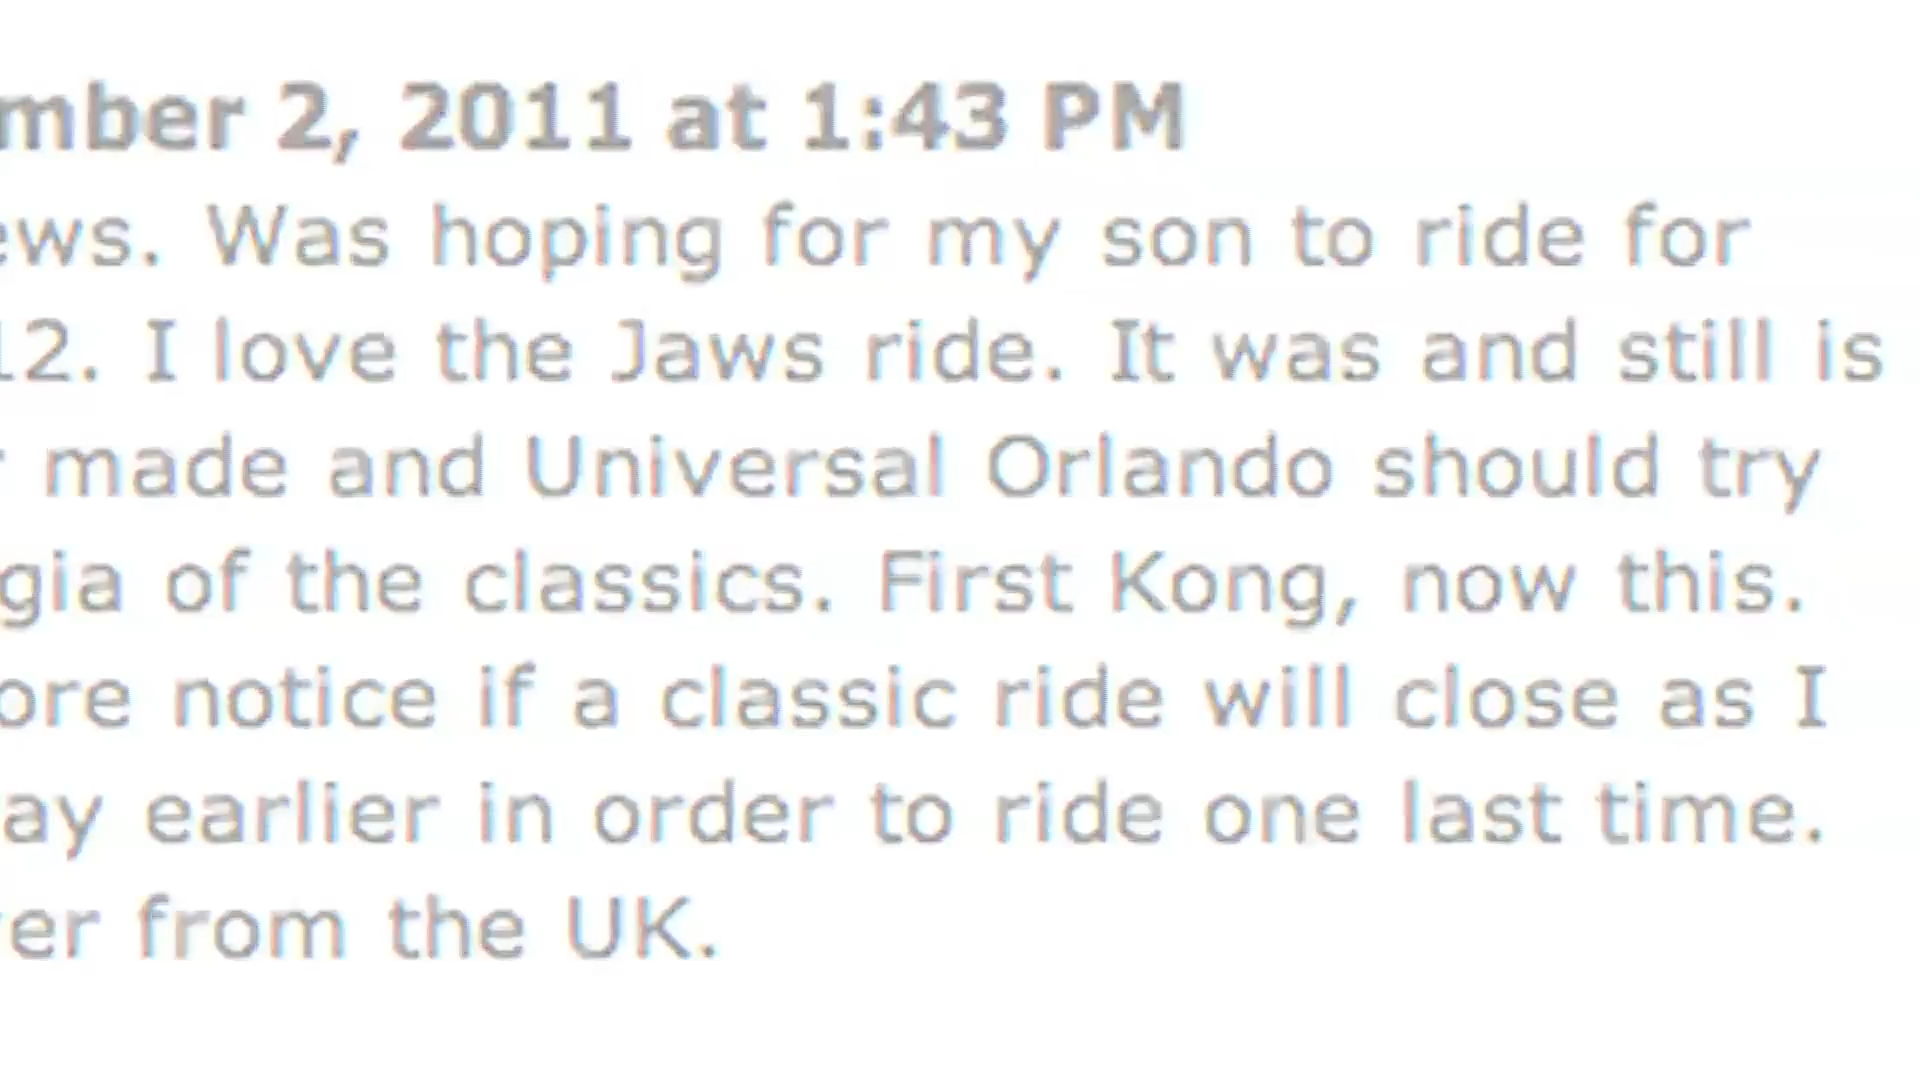 mber 2, 2011 at 1:43 PM
ews. Was hoping for my son to ride for
12. I love the Jaws ride. It was and still is
made and Universal Orlando should try
gia of the classics. First Kong, now this.
ore notice if a classic ride will close as I
ay earlier in order to ride one last time.
er from the UK.